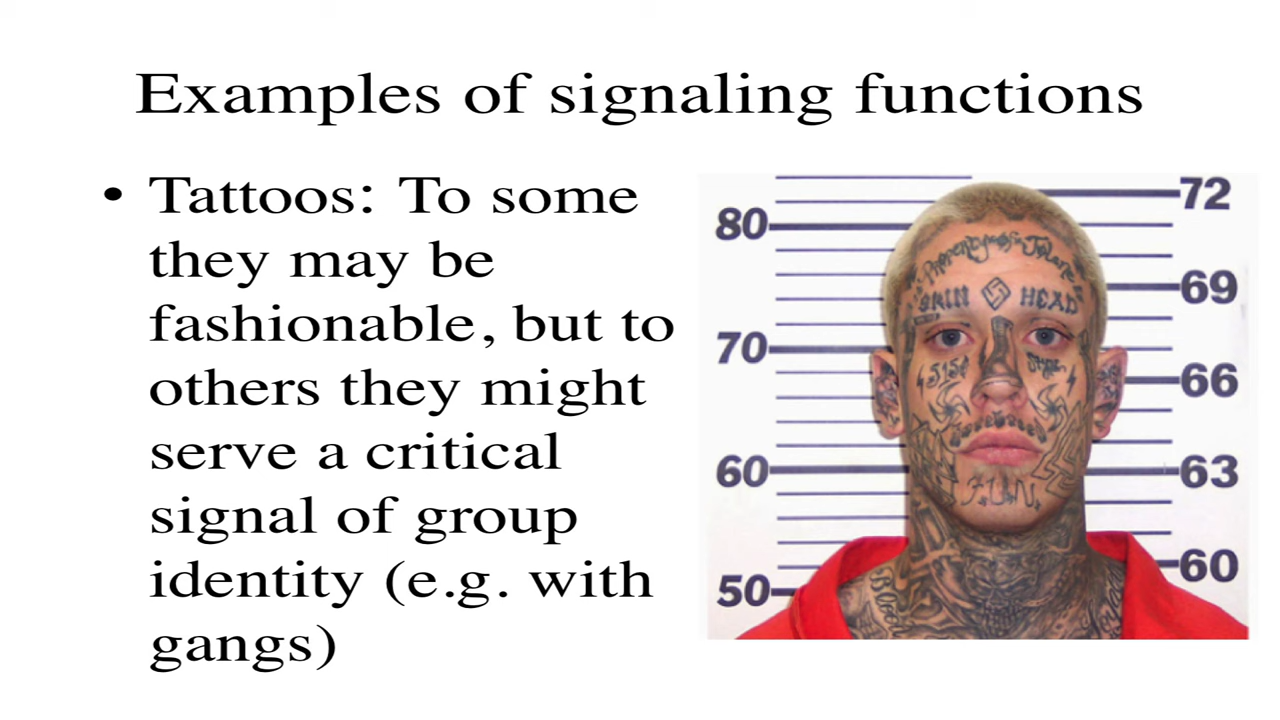 Examples of signaling functions
• Tattoos: To some
they may be
fashionable, but to
others they might
serve a critical
signal of group
identity (e.g. with
gangs)
80
70
60
50
72
69
66
63
60
SKIN HEAD
F.U.N.